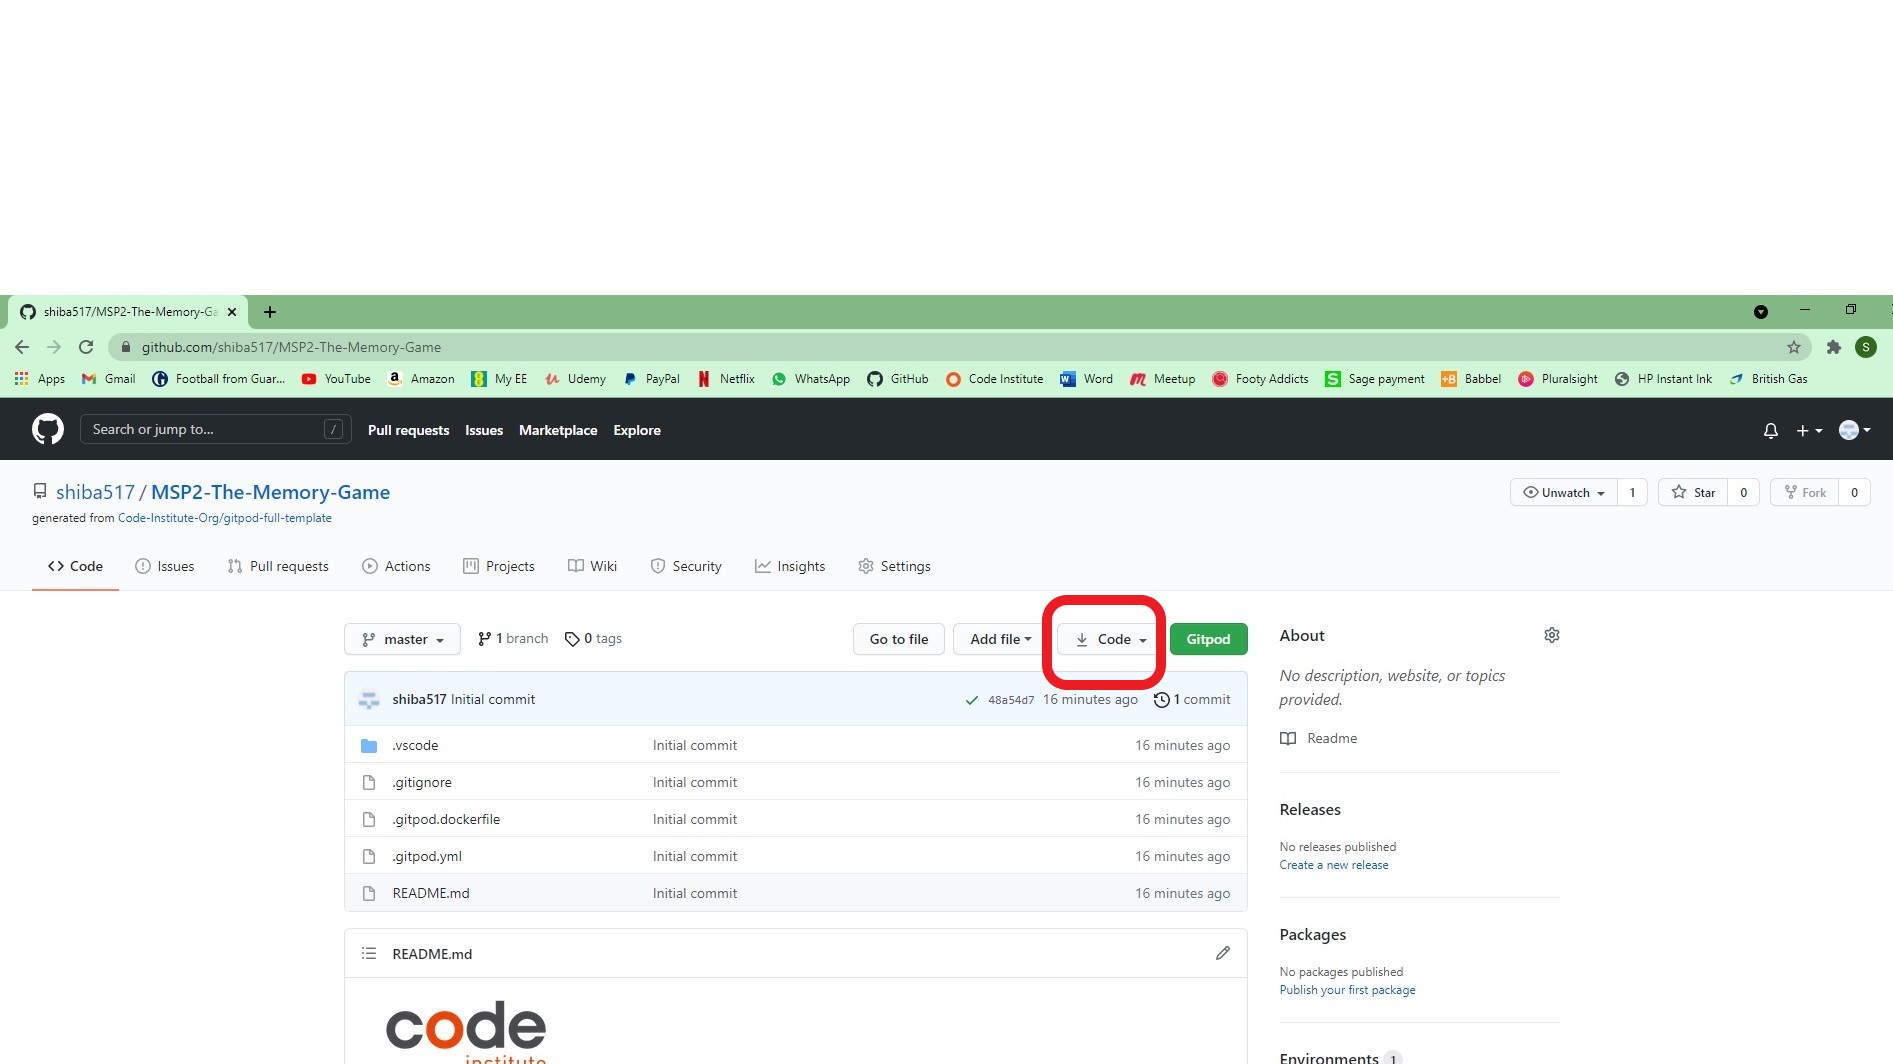 shiba517/MSP2-The-Memory-Ga
github.com/shiba517/MSP2-The-Memory-Game
S
Apps Gmail Football from Guar... YouTube Amazon My EE Udemy PayPal Netflix WhatsApp GitHub Code Institute Word Meetup Footy Addicts Sage payment Babbel Pluralsight HP Instant Ink British Gas
Search or jump to... / Pull requests Issues Marketplace Explore
shiba517 / MSP2-The-Memory-Game Unwatch 1 Star 0 Fork 0
generated from Code-Institute-Org/gitpod-full-template
Code Issues Pull requests Actions Projects Wiki Security Insights Settings
master 1 branch 0 tags Go to file Add file Code Gitpod
shiba517 Initial commit 48a54d7 16 minutes ago 1 commit
.vscode Initial commit 16 minutes ago
.gitignore Initial commit 16 minutes ago
.gitpod.dockerfile Initial commit 16 minutes ago
.gitpod.yml Initial commit 16 minutes ago
README.md Initial commit 16 minutes ago
README.md
code
institute
About
No description, website, or topics
provided.
Readme
Releases
No releases published
Create a new release
Packages
No packages published
Publish your first package
Environments 1